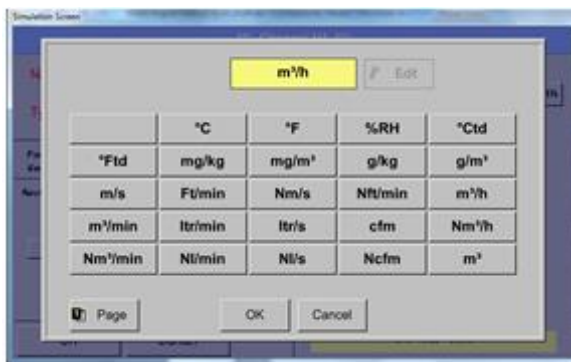 Simulation Screen
m³/h Edit
°C °F %RH °Ctd
°Ftd mg/kg mg/m³ g/kg g/m³
m/s Ft/min Nm/s Nft/min m³/h
m³/min ltr/min ltr/s cfm Nm³/h
Nm³/min Nl/min Nl/s Ncfm m³
Page OK Cancel